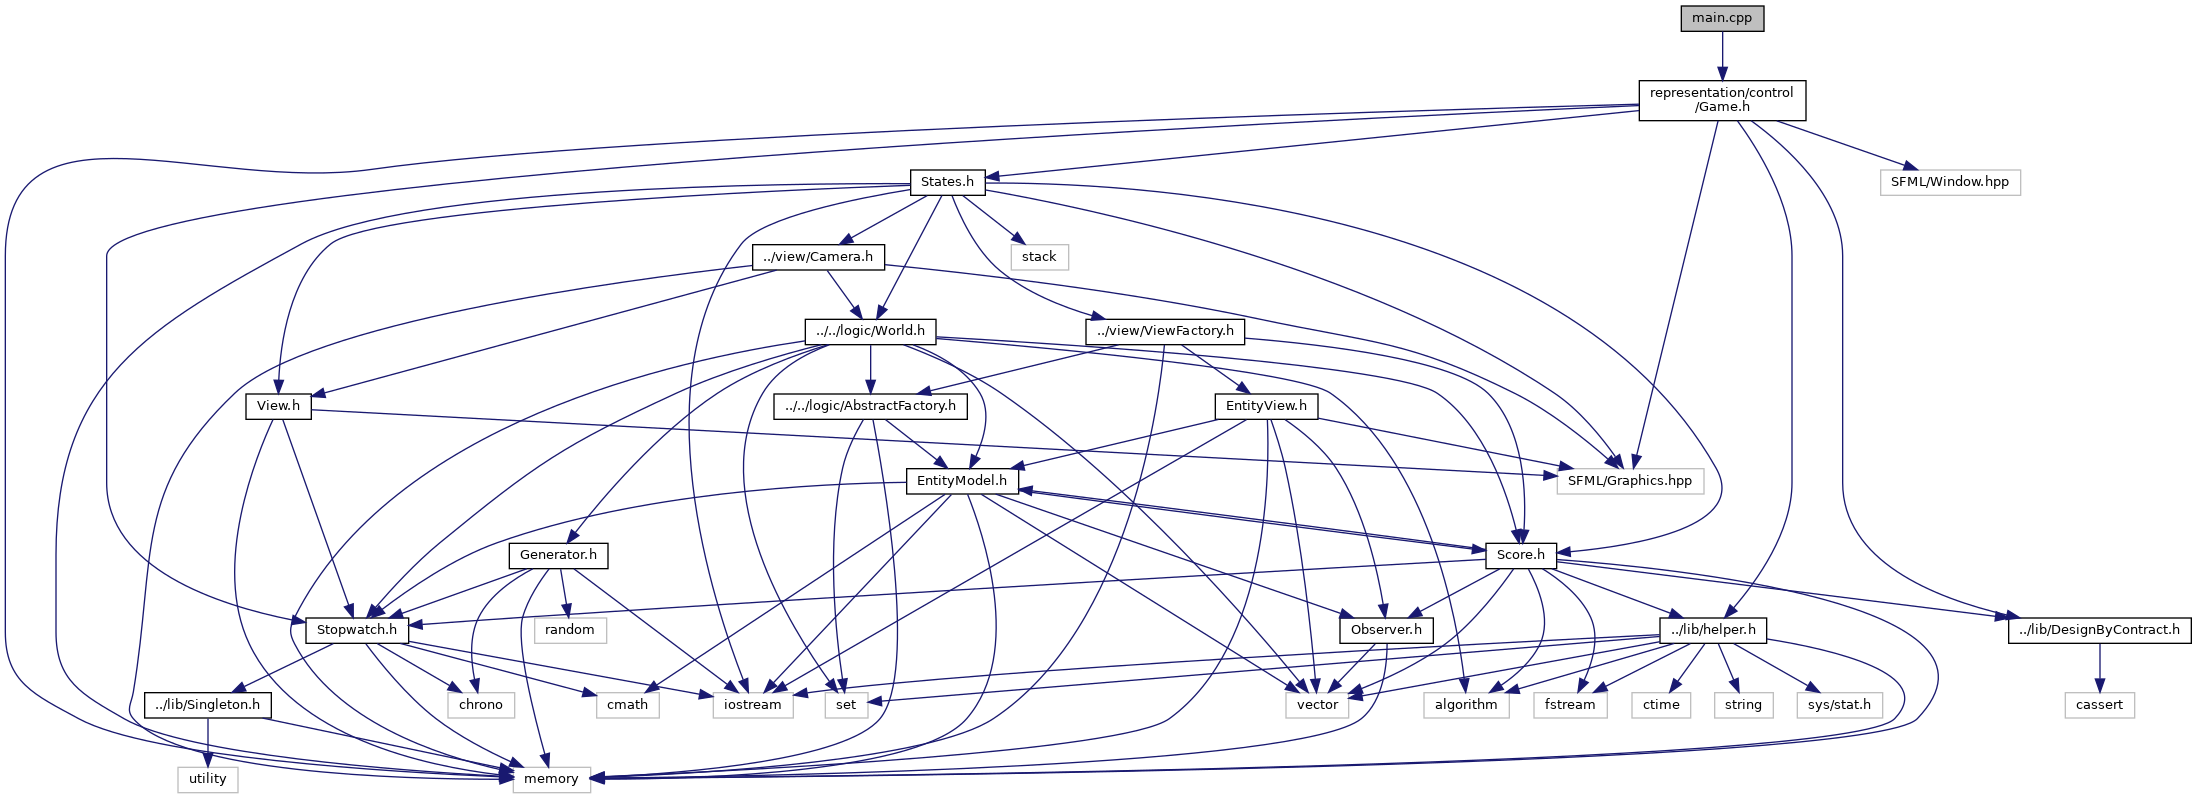 main.cpp
representation/control
/Game.h
States.h
SFML/Window.hpp
../view/Camera.h
stack
../../logic/World.h
../view/ViewFactory.h
View.h
../../logic/AbstractFactory.h
EntityView.h
EntityModel.h
SFML/Graphics.hpp
Generator.h
Score.h
Stopwatch.h
random
Observer.h
../lib/helper.h
../lib/DesignByContract.h
../lib/Singleton.h
chrono
cmath
iostream
set
vector
algorithm
fstream
ctime
string
sys/stat.h
cassert
utility
memory